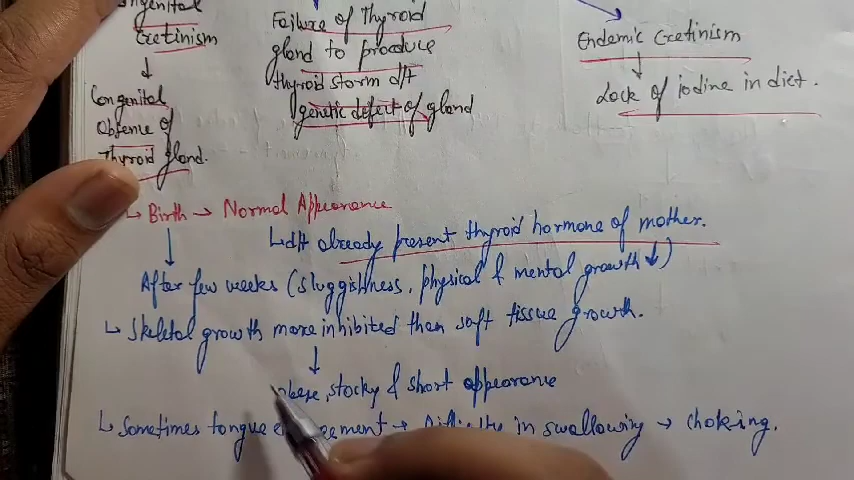 Congenital
Cretinism
Congenital
Absense of
Thyroid gland.
Failure of Thyroid
gland to produce
thyroid storm d/t
genetic defect of gland
Endemic Cretinism
Lack of iodine in diet.
Birth → Normal Appearance
d/t already present thyroid hormone of mother.
After few weeks (sluggishness, physical & mental growth ↓)
Skeletal growth more inhibited than soft tissue growth.
obese, stocky & short appearance
Sometimes tongue → Difficulty in swallowing → choking.